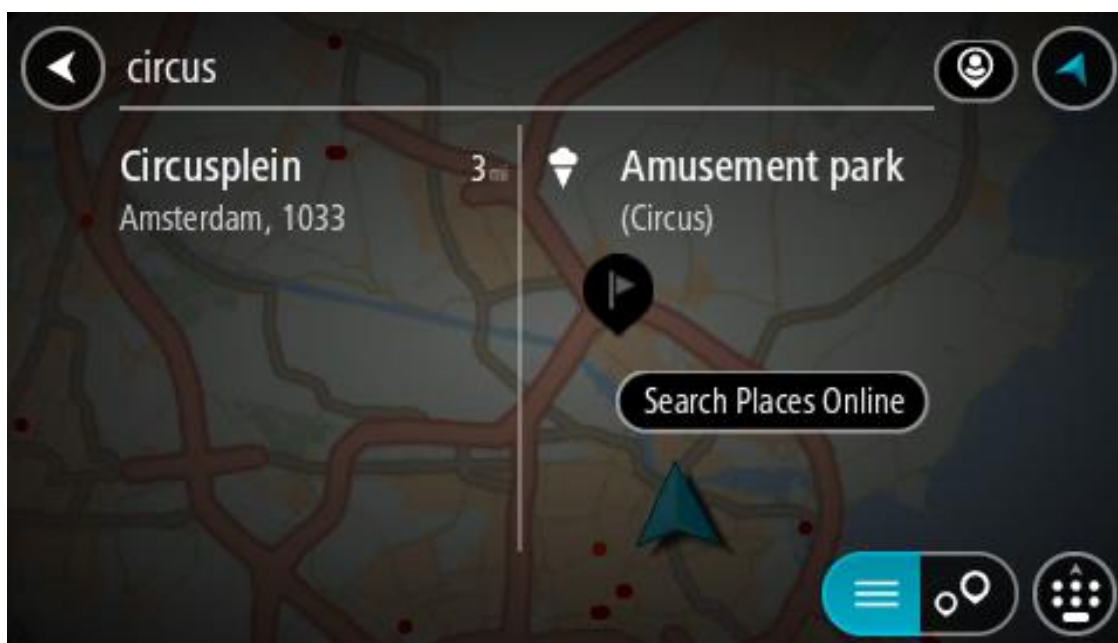 circus
Circusplein 3 mi
Amsterdam, 1033
Amusement park
(Circus)
Search Places Online